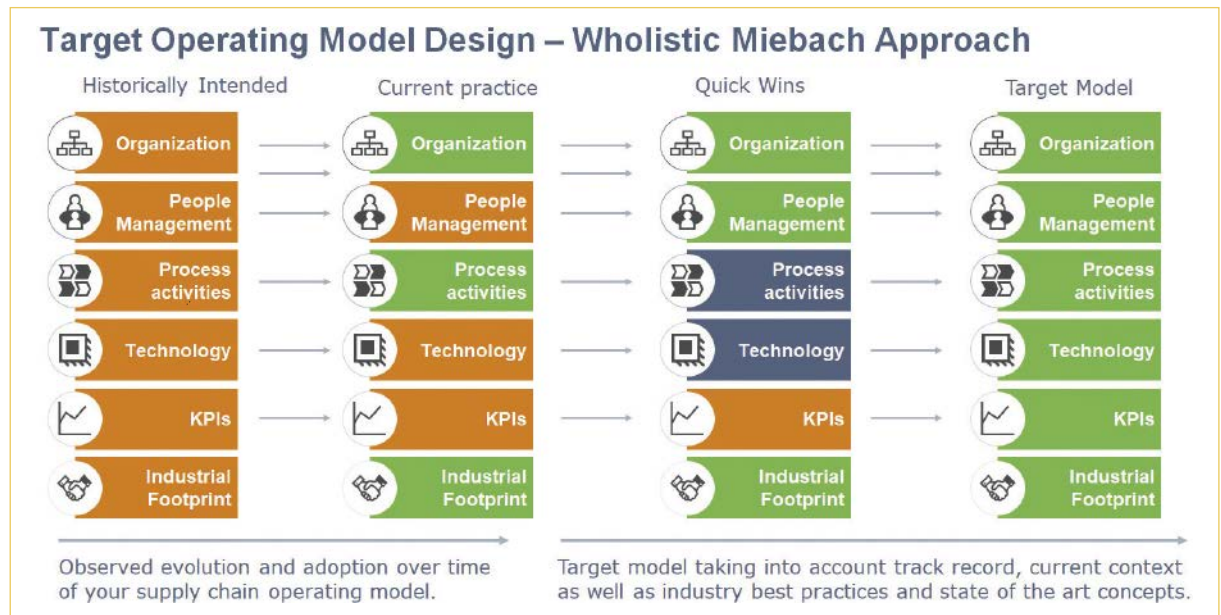 Target Operating Model Design – Wholistic Miebach Approach
Historically Intended
Current practice
Quick Wins
Target Model
Organization
Organization
Organization
Organization
People
Management
People
Management
People
Management
People
Management
Process
activities
Process
activities
Process
activities
Process
activities
Technology
Technology
Technology
Technology
KPIs
KPIs
KPIs
KPIs
Industrial
Footprint
Industrial
Footprint
Industrial
Footprint
Industrial
Footprint
Observed evolution and adoption over time
of your supply chain operating model.
Target model taking into account track record, current context
as well as industry best practices and state of the art concepts.